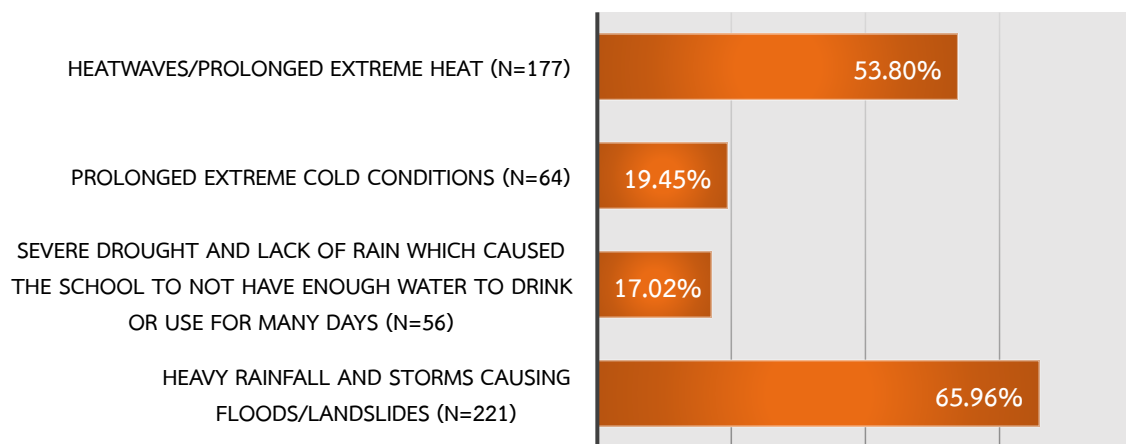 HEATWAVES/PROLONGED EXTREME HEAT (N=177)
53.80%
PROLONGED EXTREME COLD CONDITIONS (N=64)
19.45%
SEVERE DROUGHT AND LACK OF RAIN WHICH CAUSED
THE SCHOOL TO NOT HAVE ENOUGH WATER TO DRINK
OR USE FOR MANY DAYS (N=56)
17.02%
HEAVY RAINFALL AND STORMS CAUSING
FLOODS/LANDSLIDES (N=221)
65.96%